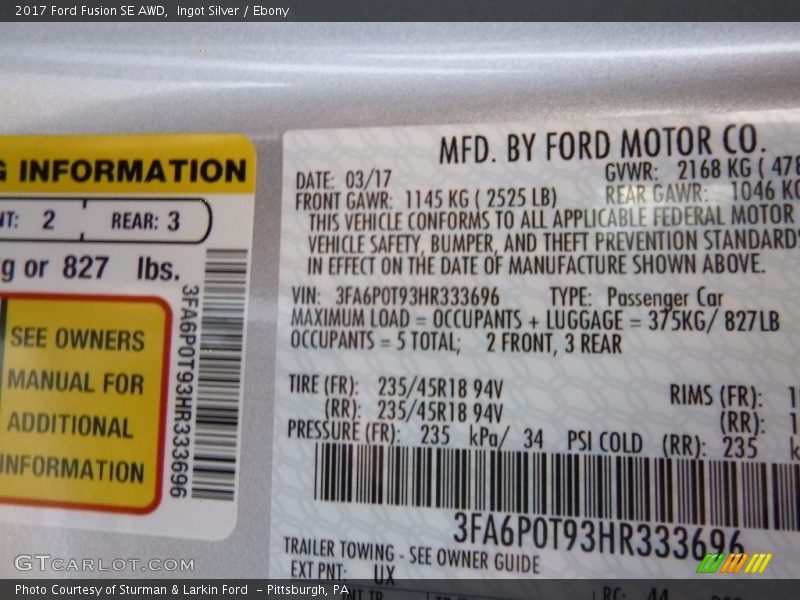 2017 Ford Fusion SE AWD, Ingot Silver / Ebony
G INFORMATION
NT: 2 REAR: 3
g or 827 lbs.
SEE OWNERS
MANUAL FOR
ADDITIONAL
INFORMATION
3FA6P0T93HR333696
MFD. BY FORD MOTOR CO.
DATE: 03/17 GVWR: 2168 KG ( 478
FRONT GAWR: 1145 KG ( 2525 LB) REAR GAWR: 1046 KG
THIS VEHICLE CONFORMS TO ALL APPLICABLE FEDERAL MOTOR
VEHICLE SAFETY, BUMPER, AND THEFT PREVENTION STANDARDS
IN EFFECT ON THE DATE OF MANUFACTURE SHOWN ABOVE.
VIN: 3FA6P0T93HR333696 TYPE: Passenger Car
MAXIMUM LOAD = OCCUPANTS + LUGGAGE = 375KG/ 827LB
OCCUPANTS = 5 TOTAL; 2 FRONT, 3 REAR
TIRE (FR): 235/45R18 94V RIMS (FR): 1
(RR): 235/45R18 94V (RR): 1
PRESSURE (FR): 235 kPa/ 34 PSI COLD (RR): 235 k
3FA6P0T93HR333696
TRAILER TOWING - SEE OWNER GUIDE
EXT PNT: UX RC: 44
GTCARLOT.COM
Photo Courtesy of Sturman & Larkin Ford - Pittsburgh, PA